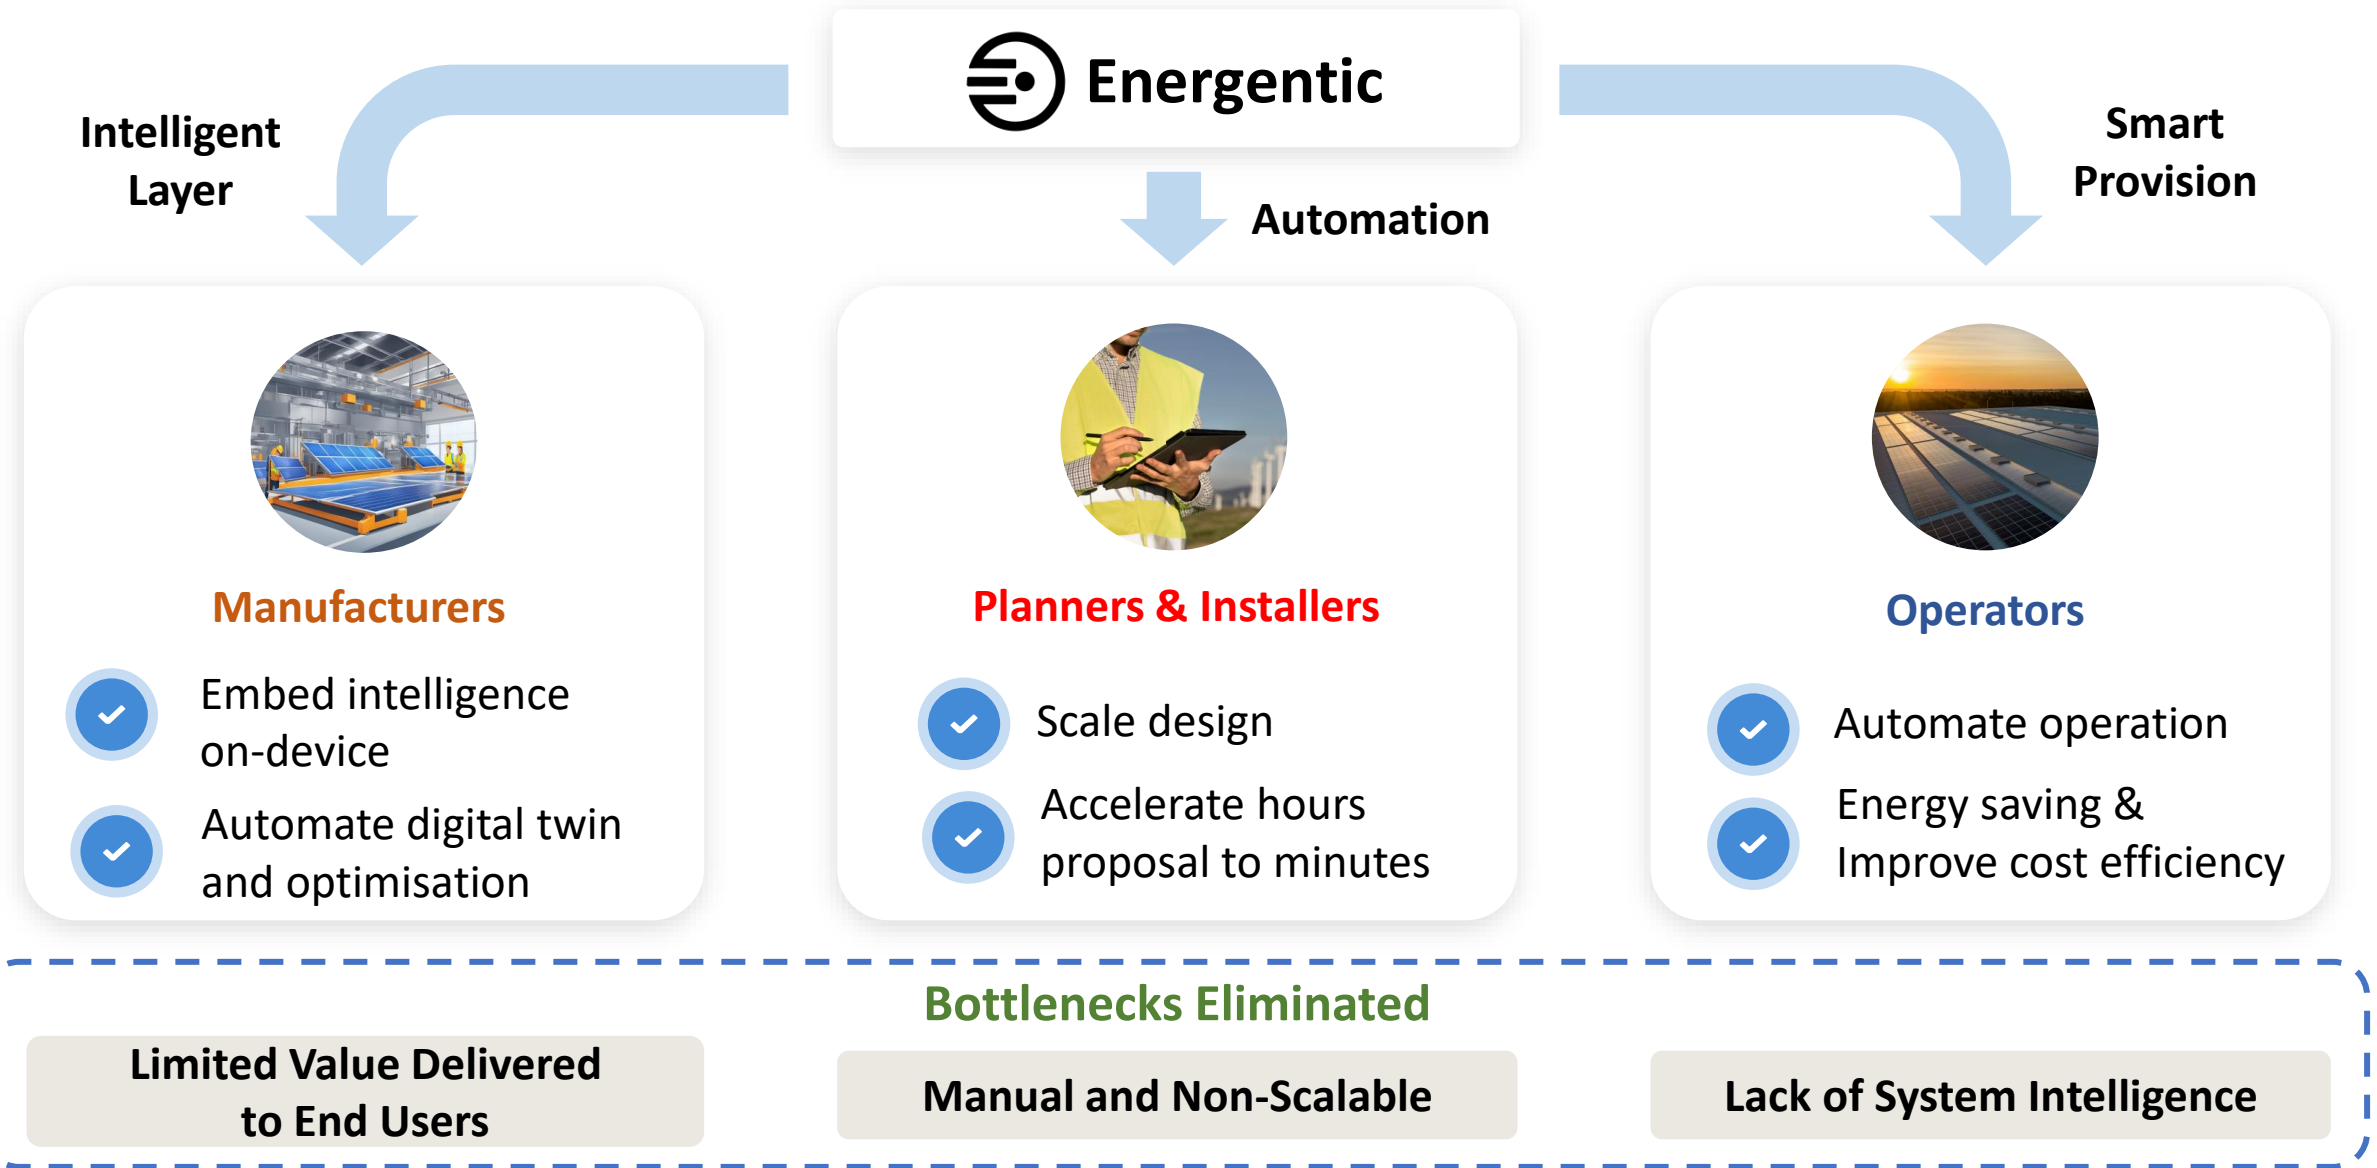 Energentic
Intelligent
Layer
Automation
Smart
Provision
Manufacturers
Embed intelligence
on-device
Automate digital twin
and optimisation
Planners & Installers
Scale design
Accelerate hours
proposal to minutes
Operators
Automate operation
Energy saving &
Improve cost efficiency
Bottlenecks Eliminated
Limited Value Delivered
to End Users
Manual and Non-Scalable
Lack of System Intelligence